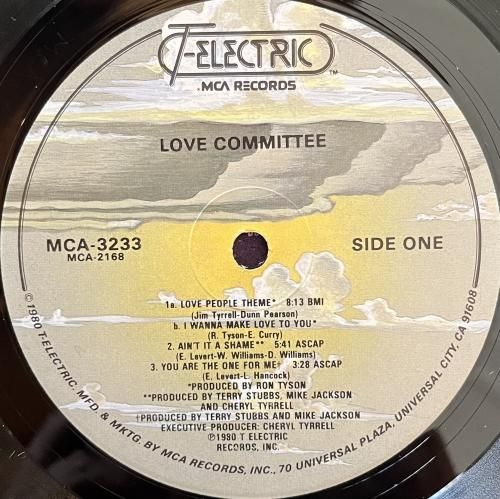 T-ELECTRIC TM
MCA RECORDS
LOVE COMMITTEE
MCA-3233
MCA-2168
SIDE ONE
1a. LOVE PEOPLE THEME* 8:13 BMI
(Jim Tyrrell-Dunn Pearson)
b. I WANNA MAKE LOVE TO YOU*
(R. Tyson-E. Curry)
2. AIN'T IT A SHAME** 5:41 ASCAP
(E. Levert-W. Williams-D. Williams)
3. YOU ARE THE ONE FOR ME† 3:28 ASCAP
(E. Levert-L. Hancock)
*PRODUCED BY RON TYSON
**PRODUCED BY TERRY STUBBS, MIKE JACKSON
AND CHERYL TYRRELL
†PRODUCED BY TERRY STUBBS AND MIKE JACKSON
EXECUTIVE PRODUCER: CHERYL TYRRELL
℗1980 T ELECTRIC
RECORDS, INC.
©1980 T-ELECTRIC. MFD. & MKTG. BY MCA RECORDS, INC., 70 UNIVERSAL PLAZA, UNIVERSAL CITY, CA 91608